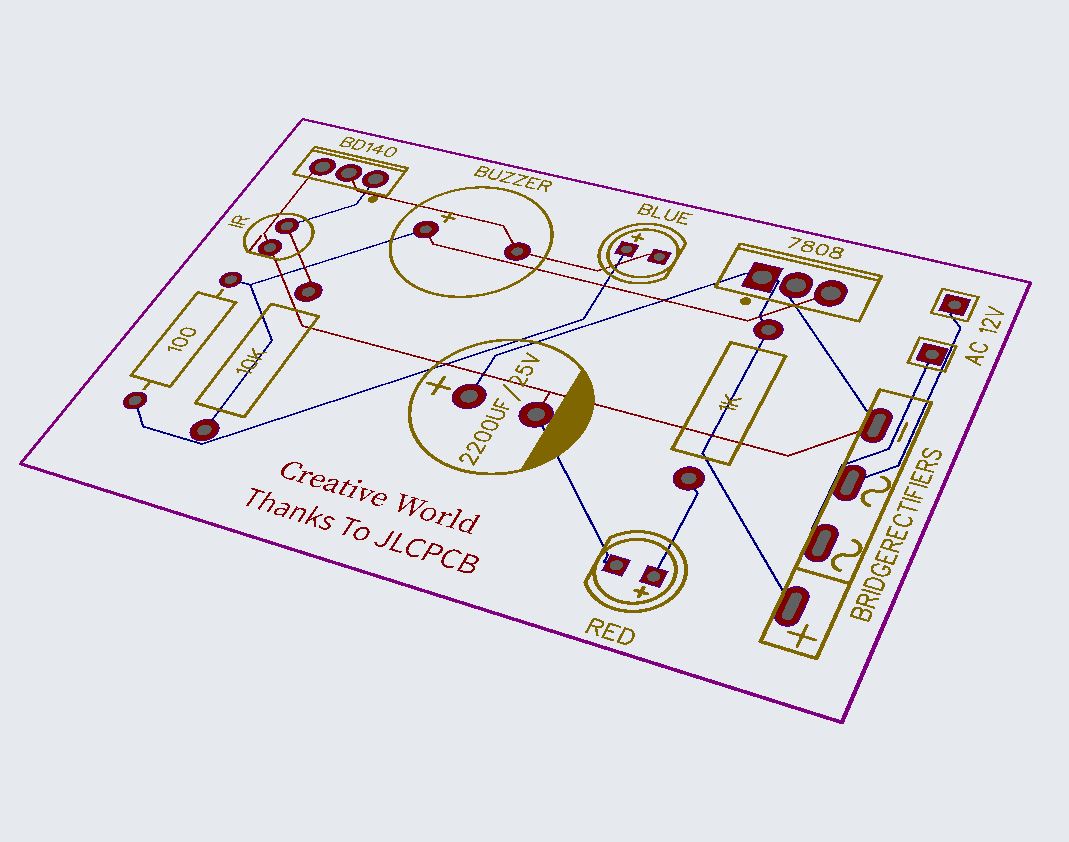 BD140
BUZZER
BLUE
7808
IR
AC 12V
100
10K
2200UF/25V
1K
BRIDGERECTIFIERS
Creative World
Thanks To JLCPCB
RED